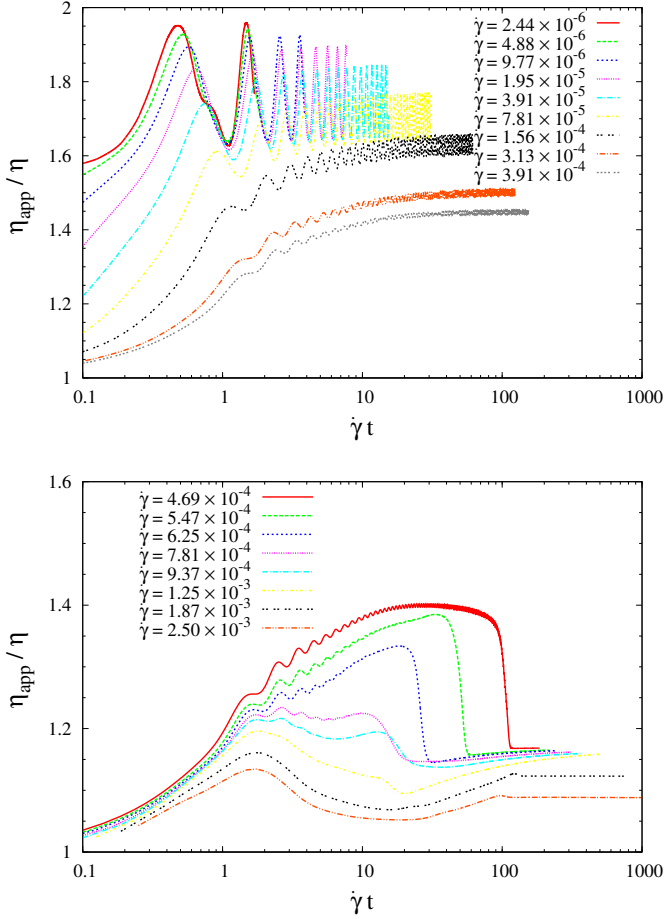 2
1.8
1.6
1.4
1.2
1
η_app / η
γ̇ = 2.44 × 10^-6
γ̇ = 4.88 × 10^-6
γ̇ = 9.77 × 10^-6
γ̇ = 1.95 × 10^-5
γ̇ = 3.91 × 10^-5
γ̇ = 7.81 × 10^-5
γ̇ = 1.56 × 10^-4
γ̇ = 3.13 × 10^-4
γ̇ = 3.91 × 10^-4
0.1 1 10 100 1000
γ̇ t
1.6
1.4
1.2
1
η_app / η
γ̇ = 4.69 × 10^-4
γ̇ = 5.47 × 10^-4
γ̇ = 6.25 × 10^-4
γ̇ = 7.81 × 10^-4
γ̇ = 9.37 × 10^-4
γ̇ = 1.25 × 10^-3
γ̇ = 1.87 × 10^-3
γ̇ = 2.50 × 10^-3
0.1 1 10 100 1000
γ̇ t